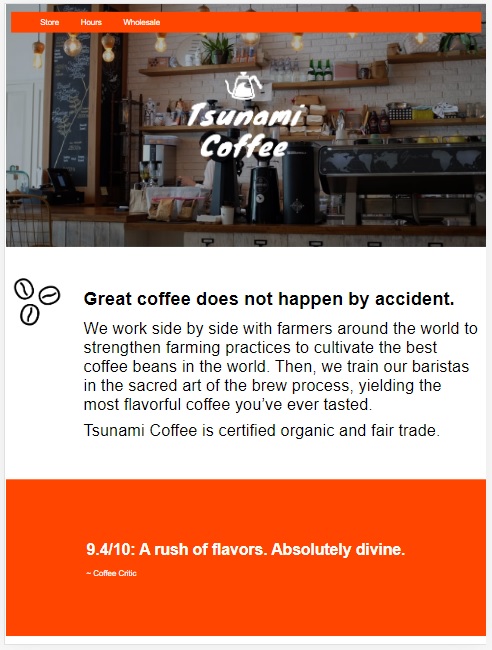 Store Hours Wholesale
Tsunami
Coffee
Great coffee does not happen by accident.
We work side by side with farmers around the world to
strengthen farming practices to cultivate the best
coffee beans in the world. Then, we train our baristas
in the sacred art of the brew process, yielding the
most flavorful coffee you’ve ever tasted.
Tsunami Coffee is certified organic and fair trade.
9.4/10: A rush of flavors. Absolutely divine.
~ Coffee Critic